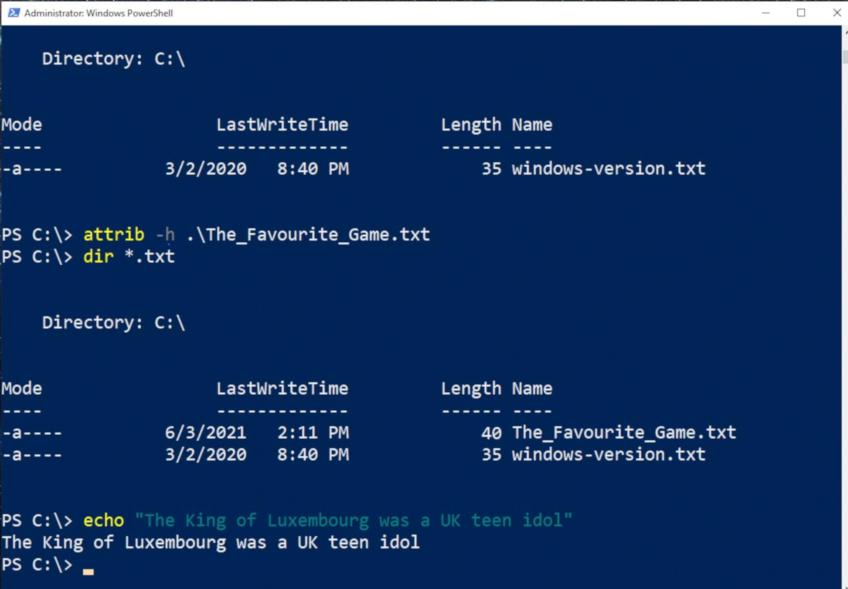 Administrator: Windows PowerShell
Directory: C:\
Mode LastWriteTime Length Name
---- ------------- ------ ----
-a---- 3/2/2020 8:40 PM 35 windows-version.txt
PS C:\> attrib -h .\The_Favourite_Game.txt
PS C:\> dir *.txt
Directory: C:\
Mode LastWriteTime Length Name
---- ------------- ------ ----
-a---- 6/3/2021 2:11 PM 40 The_Favourite_Game.txt
-a---- 3/2/2020 8:40 PM 35 windows-version.txt
PS C:\> echo "The King of Luxembourg was a UK teen idol"
The King of Luxembourg was a UK teen idol
PS C:\>